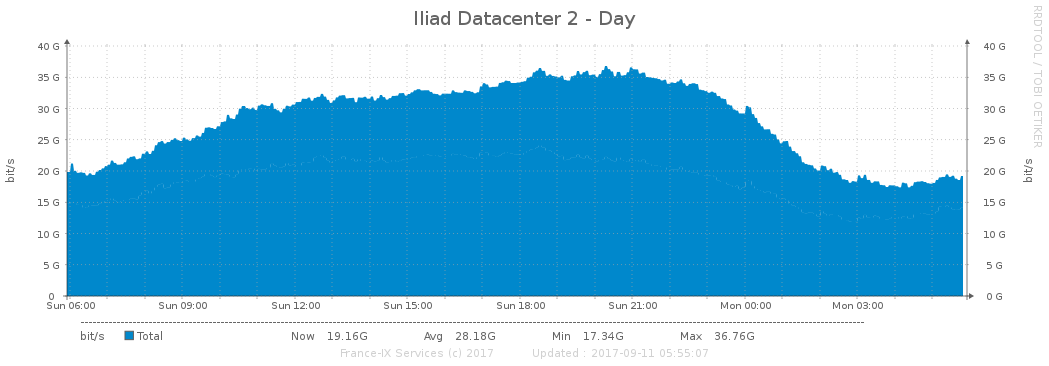 Iliad Datacenter 2 - Day
RRDTOOL / TOBI OETIKER
bit/s
40 G 40 G
35 G 35 G
30 G 30 G
25 G 25 G
20 G 20 G
15 G 15 G
10 G 10 G
5 G 5 G
0 0 G
bit/s
Sun 06:00 Sun 09:00 Sun 12:00 Sun 15:00 Sun 18:00 Sun 21:00 Mon 00:00 Mon 03:00
bit/s Total Now 19.16G Avg 28.18G Min 17.34G Max 36.76G
France-IX Services (c) 2017 Updated : 2017-09-11 05:55:07